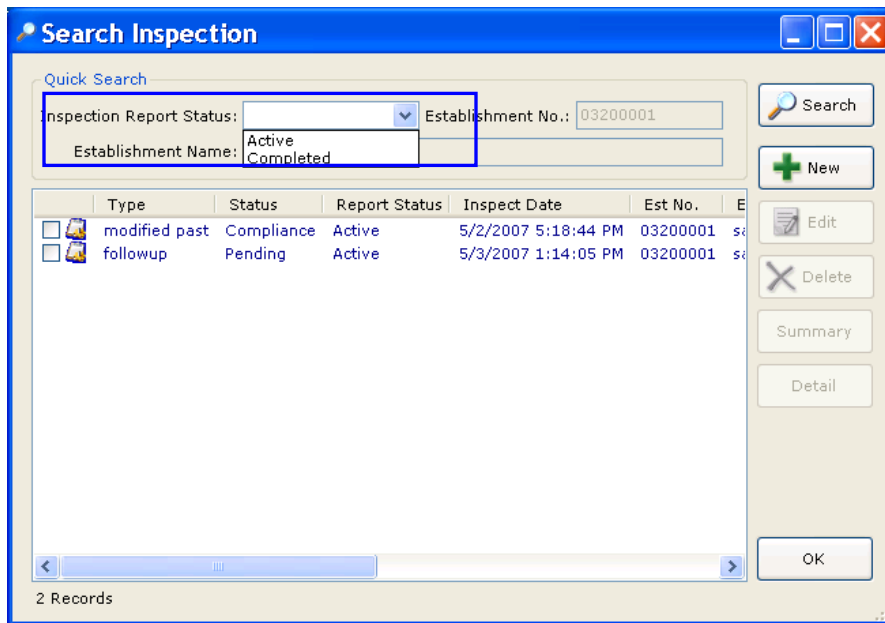 Search Inspection
Quick Search
Inspection Report Status: Establishment No.: 03200001
Active
Completed
Establishment Name:
Search
New
Edit
Delete
Summary
Detail
Type Status Report Status Inspect Date Est No. E
modified past Compliance Active 5/2/2007 5:18:44 PM 03200001
followup Pending Active 5/3/2007 1:14:05 PM 03200001
OK
2 Records